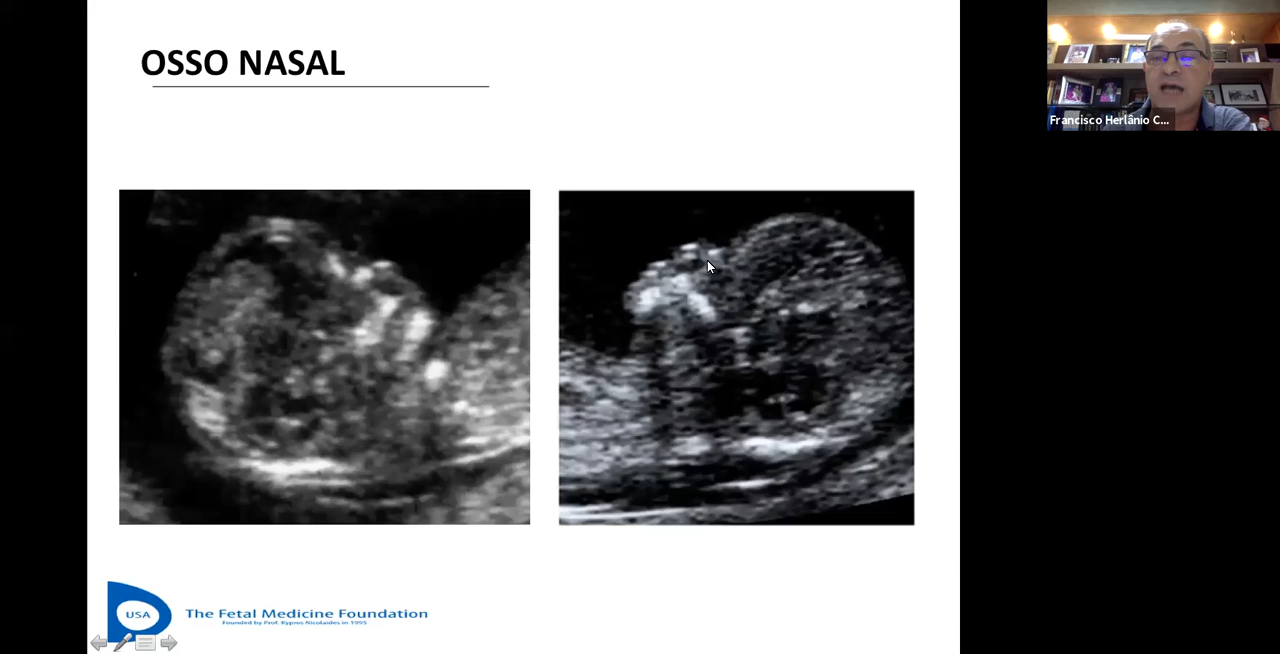 OSSO NASAL
Francisco Herlânio C...
USA
The Fetal Medicine Foundation
Founded by Prof. Kypros Nicolaides in 1995